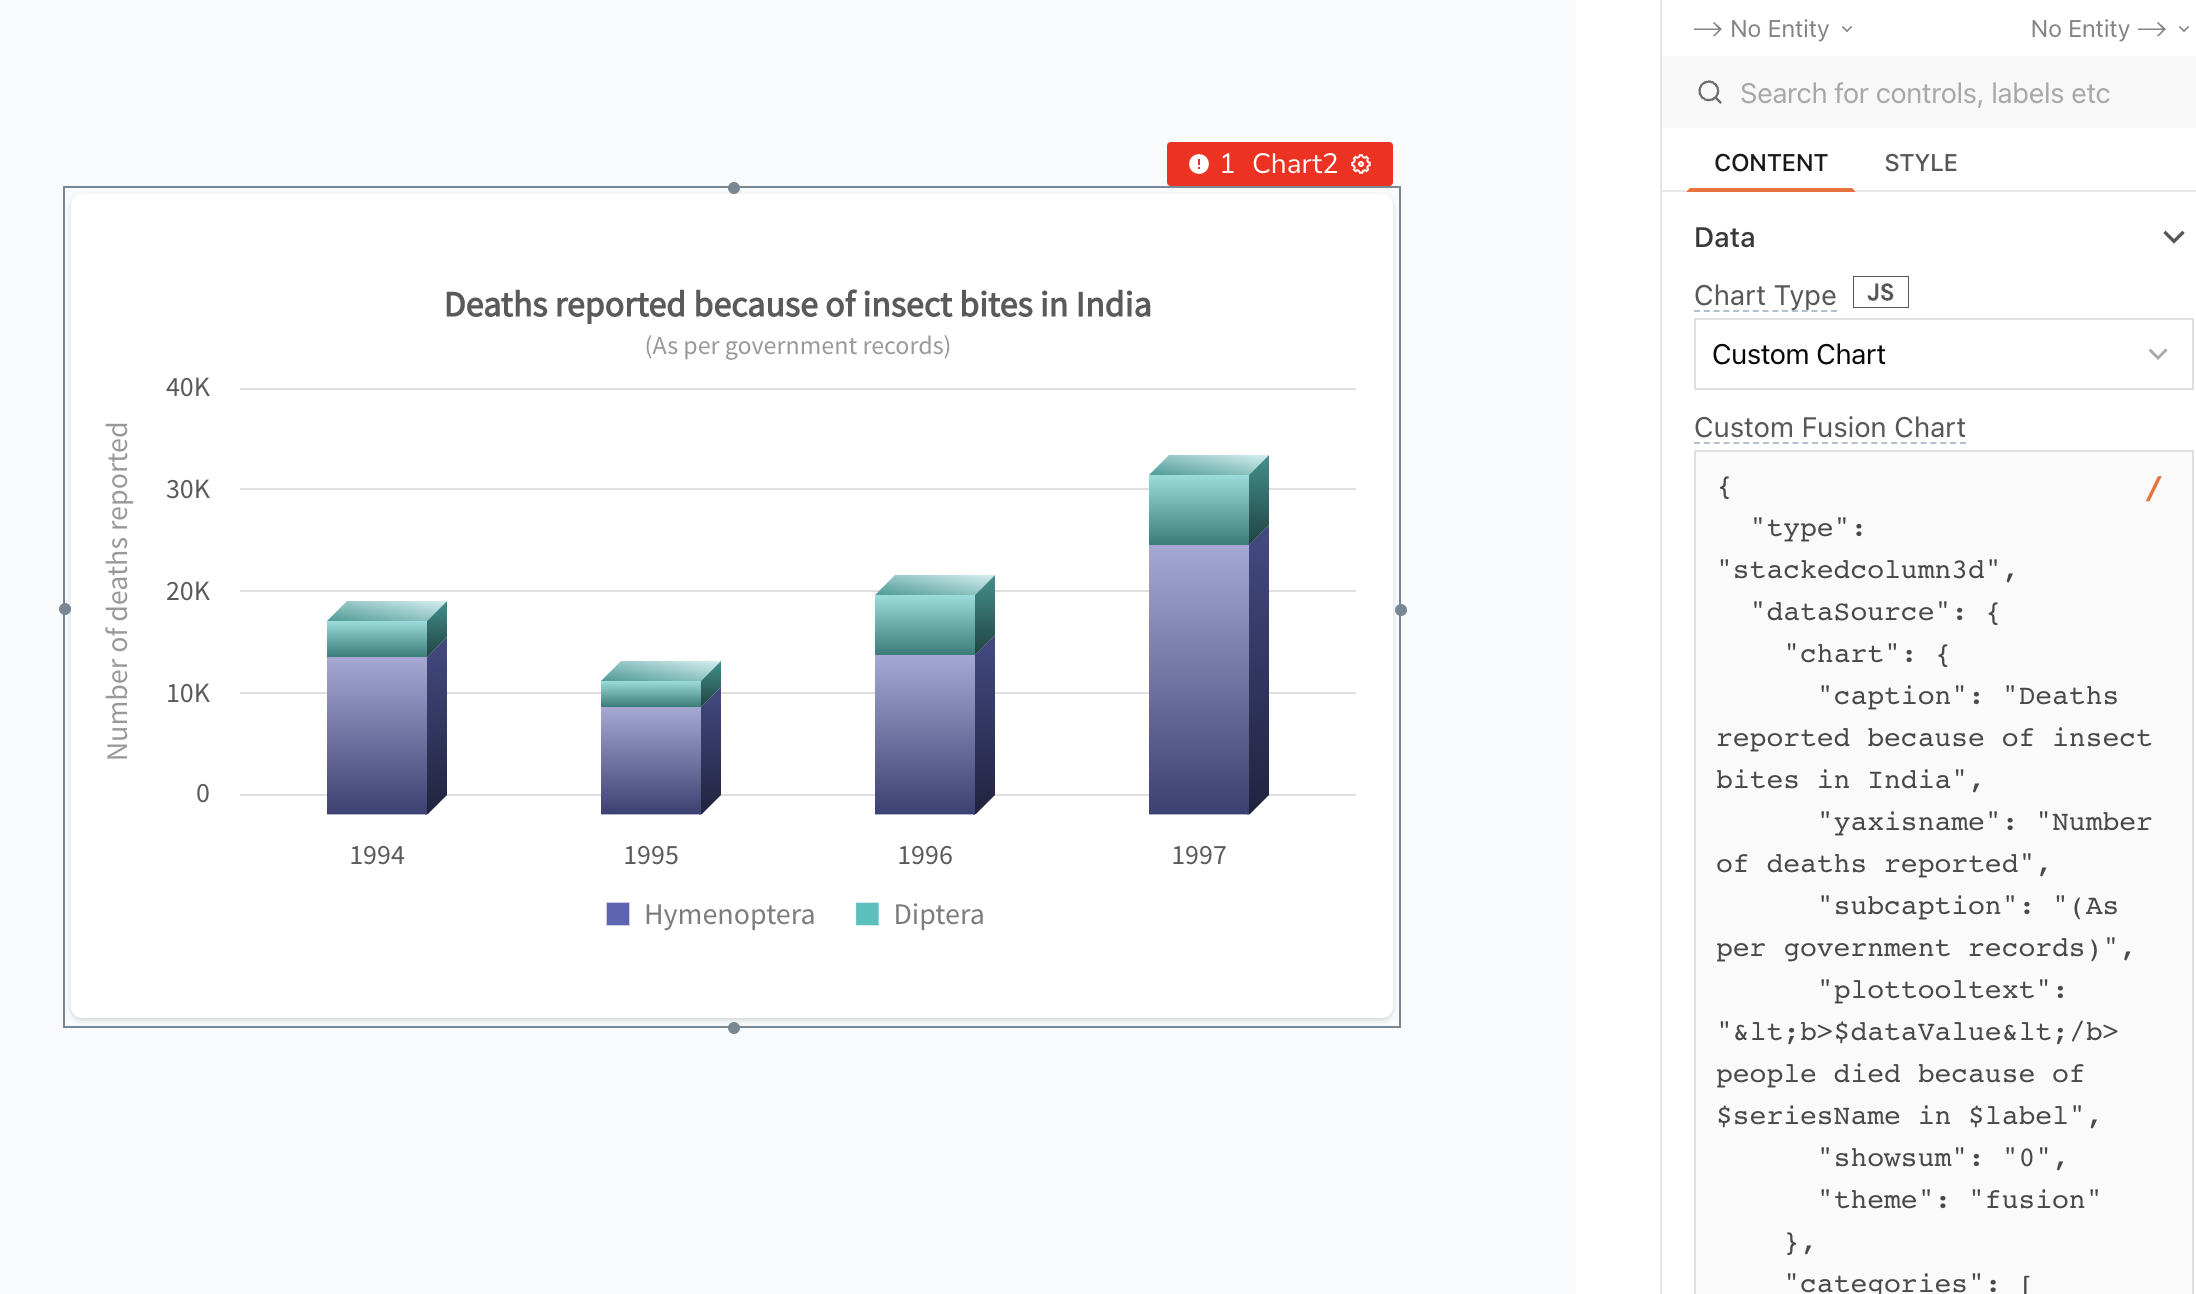 1 Chart2
Deaths reported because of insect bites in India
(As per government records)
Number of deaths reported
40K
30K
20K
10K
0
1994 1995 1996 1997
Hymenoptera Diptera
No Entity No Entity
Search for controls, labels etc
CONTENT STYLE
Data
Chart Type JS
Custom Chart
Custom Fusion Chart
/
{
"type":
"stackedcolumn3d",
"dataSource": {
"chart": {
"caption": "Deaths
reported because of insect
bites in India",
"yaxisname": "Number
of deaths reported",
"subcaption": "(As
per government records)",
"plottooltext":
"&lt;b>$dataValue&lt;/b>
people died because of
$seriesName in $label",
"showsum": "0",
"theme": "fusion"
},
"categories": [